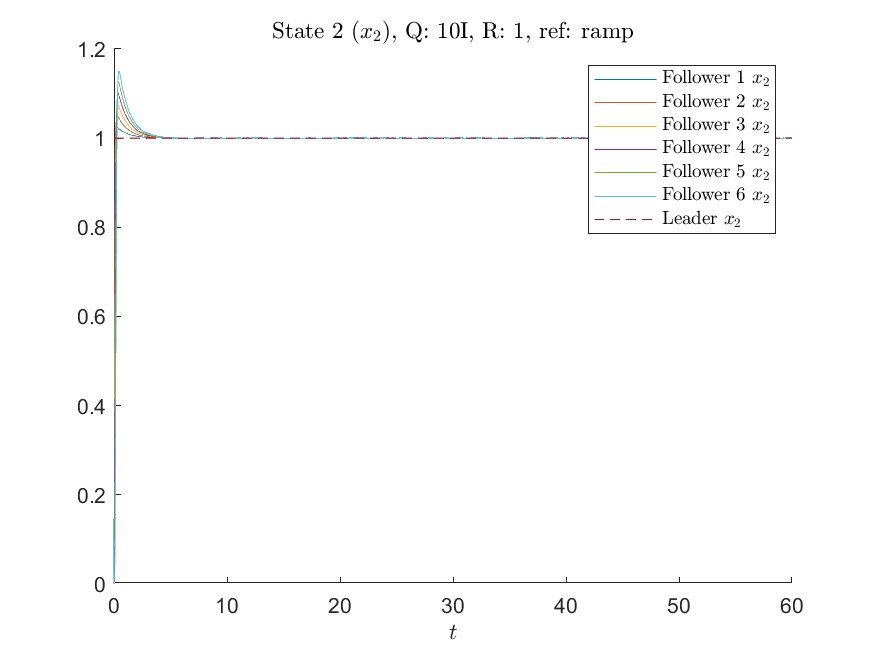 State 2 (x₂), Q: 10I, R: 1, ref: ramp
1.2
1
0.8
0.6
0.4
0.2
0
0 10 20 30 40 50 60
t
Follower 1 x₂
Follower 2 x₂
Follower 3 x₂
Follower 4 x₂
Follower 5 x₂
Follower 6 x₂
Leader x₂